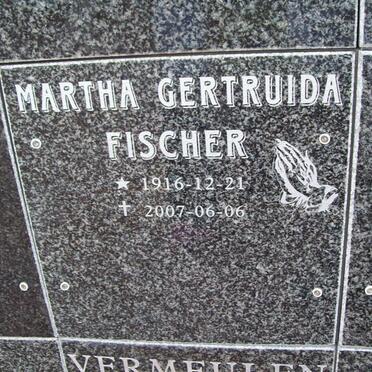 MARTHA GERTRUIDA
FISCHER
★ 1916-12-21
✝ 2007-06-06
VERMEULEN